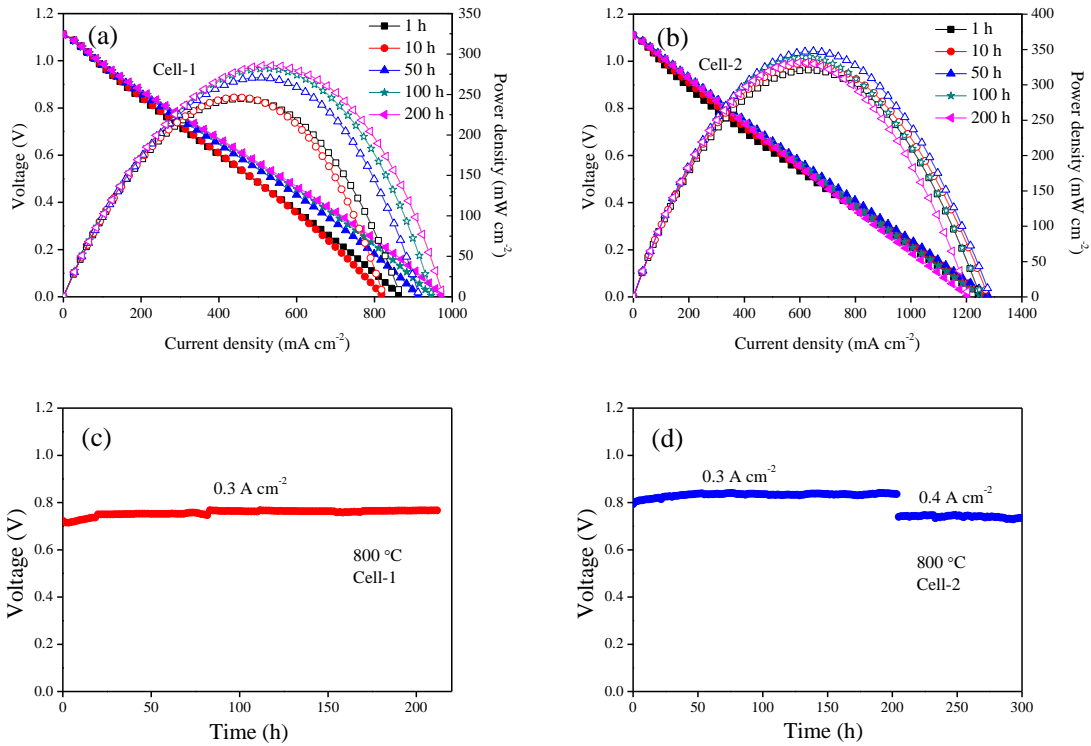 (a)
Cell-1
1 h
10 h
50 h
100 h
200 h
1.2
1.0
0.8
0.6
0.4
0.2
0.0
Voltage (V)
350
300
250
200
150
100
50
0
Power density (mW cm-2)
0 200 400 600 800 1000
Current density (mA cm-2)
(b)
Cell-2
1 h
10 h
50 h
100 h
200 h
1.2
1.0
0.8
0.6
0.4
0.2
0.0
Voltage (V)
400
350
300
250
200
150
100
50
0
Power density (mW cm-2)
0 200 400 600 800 1000 1200 1400
Current density (mA cm-2)
(c)
0.3 A cm-2
800 °C
Cell-1
1.2
1.0
0.8
0.6
0.4
0.2
0.0
Voltage (V)
0 50 100 150 200
Time (h)
(d)
0.3 A cm-2
0.4 A cm-2
800 °C
Cell-2
1.2
1.0
0.8
0.6
0.4
0.2
0.0
Voltage (V)
0 50 100 150 200 250 300
Time (h)